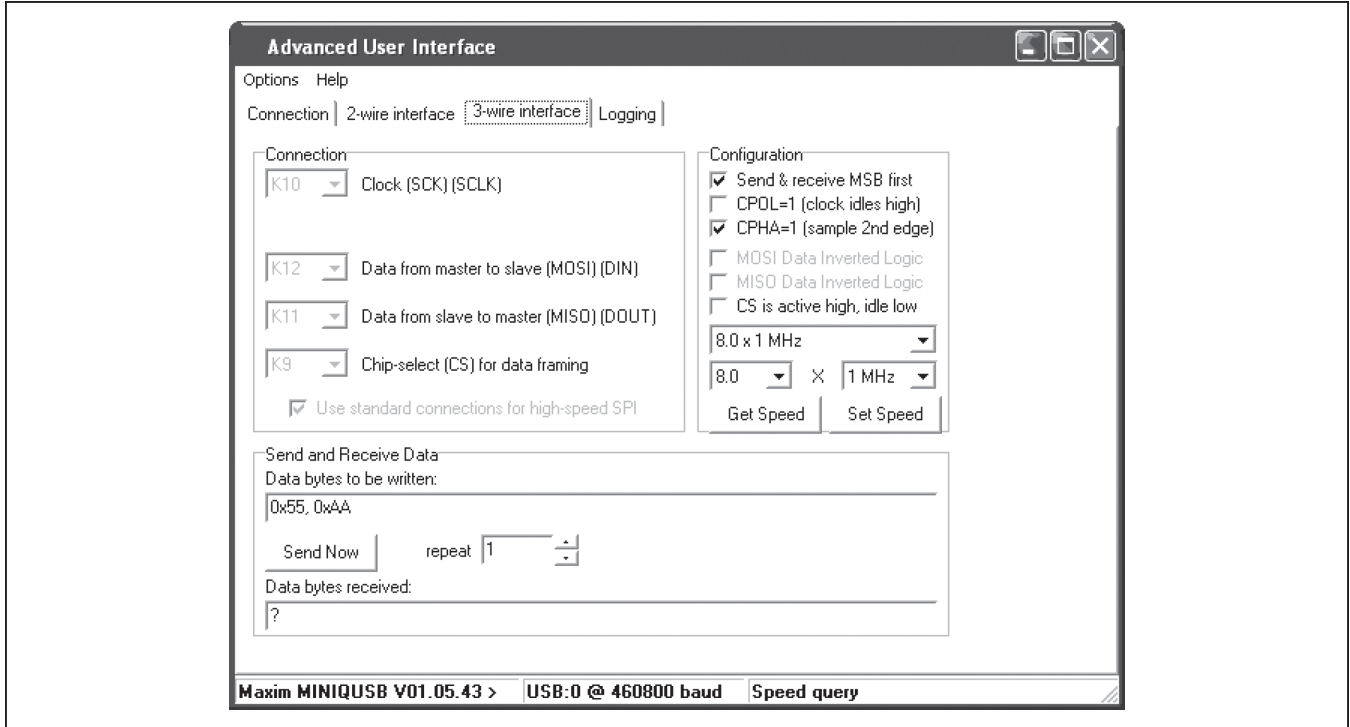 Advanced User Interface
Options Help
Connection 2-wire interface 3-wire interface Logging
Connection
K10 Clock (SCK) (SCLK)
K12 Data from master to slave (MOSI) (DIN)
K11 Data from slave to master (MISO) (DOUT)
K9 Chip-select (CS) for data framing
Use standard connections for high-speed SPI
Configuration
Send & receive MSB first
CPOL=1 (clock idles high)
CPHA=1 (sample 2nd edge)
MOSI Data Inverted Logic
MISO Data Inverted Logic
CS is active high, idle low
8.0 x 1 MHz
8.0 X 1 MHz
Get Speed Set Speed
Send and Receive Data
Data bytes to be written:
0x55, 0xAA
Send Now repeat 1
Data bytes received:
?
Maxim MINIQUSB V01.05.43 > USB:0 @ 460800 baud Speed query